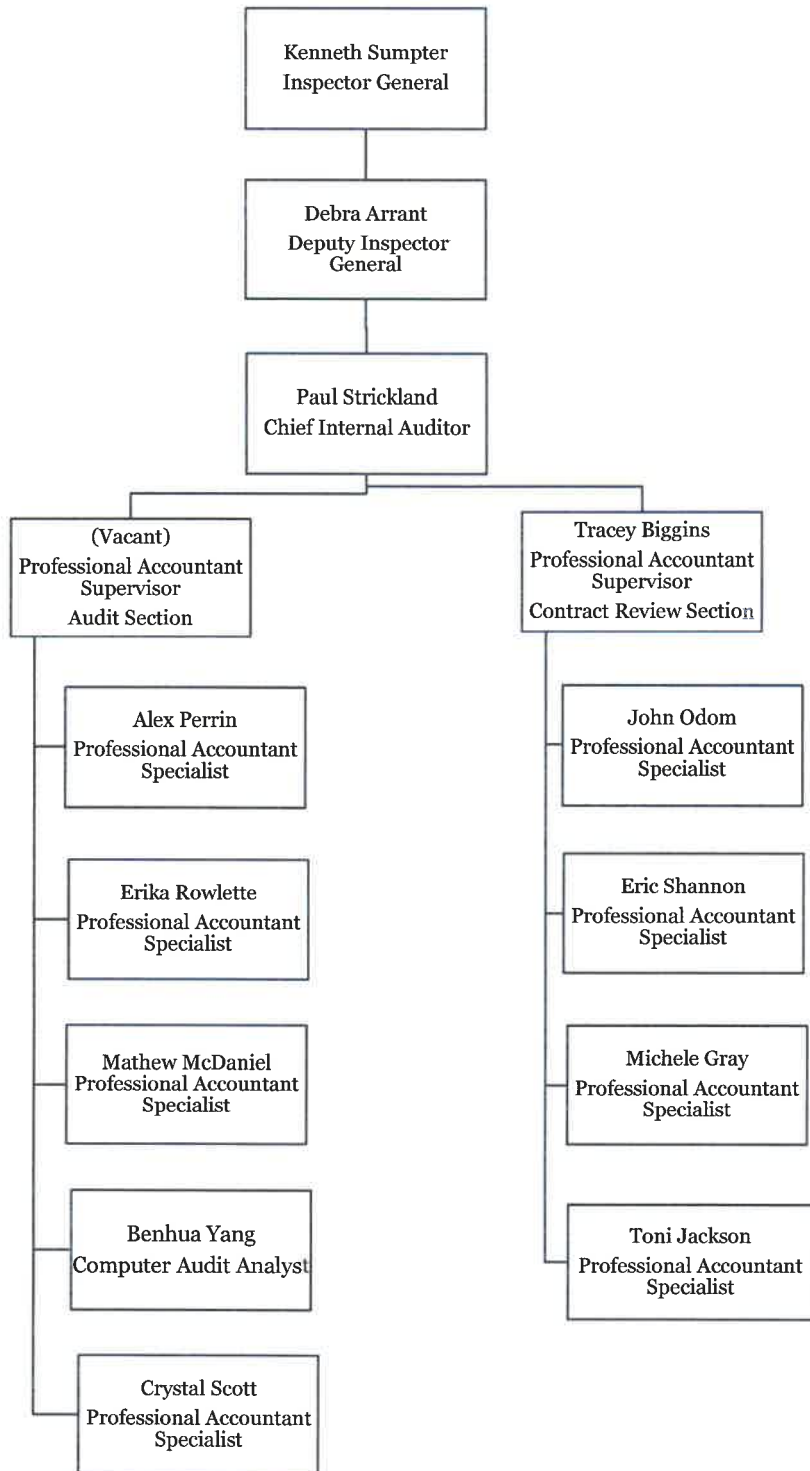 Kenneth Sumpter
Inspector General
Debra Arrant
Deputy Inspector
General
Paul Strickland
Chief Internal Auditor
(Vacant)
Professional Accountant
Supervisor
Audit Section
Tracey Biggins
Professional Accountant
Supervisor
Contract Review Section
Alex Perrin
Professional Accountant
Specialist
Erika Rowlette
Professional Accountant
Specialist
Mathew McDaniel
Professional Accountant
Specialist
Benhua Yang
Computer Audit Analyst
Crystal Scott
Professional Accountant
Specialist
John Odom
Professional Accountant
Specialist
Eric Shannon
Professional Accountant
Specialist
Michele Gray
Professional Accountant
Specialist
Toni Jackson
Professional Accountant
Specialist